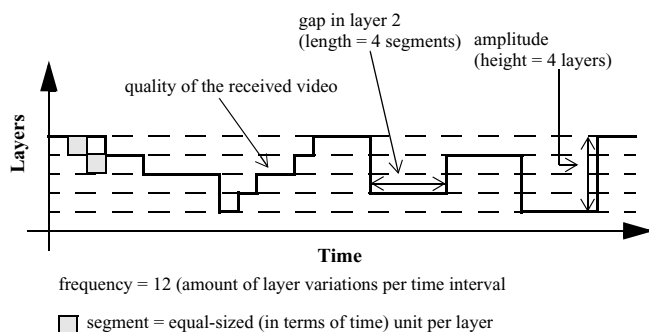 gap in layer 2
(length = 4 segments)
amplitude
(height = 4 layers)
quality of the received video
Layers
Time
frequency = 12 (amount of layer variations per time interval
segment = equal-sized (in terms of time) unit per layer